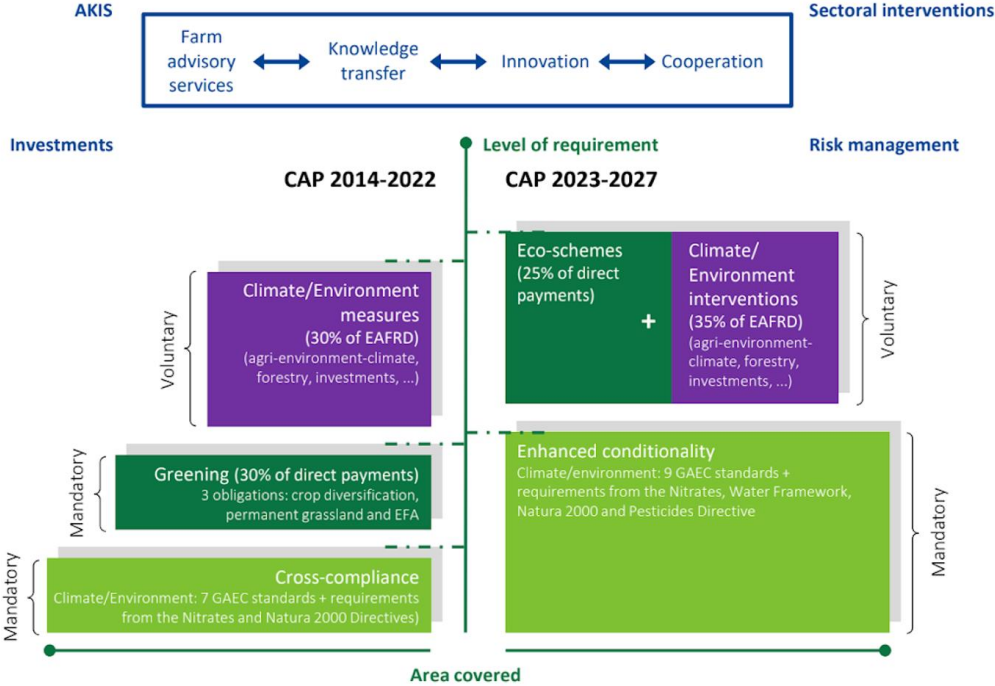 AKIS
Sectoral interventions
Farm
advisory
services
Knowledge
transfer
Innovation
Cooperation
Investments
Level of requirement
Risk management
CAP 2014-2022
CAP 2023-2027
Voluntary
Climate/Environment
measures
(30% of EAFRD)
(agri-environment-climate,
forestry, investments, ...)
Mandatory
Greening (30% of direct payments)
3 obligations: crop diversification,
permanent grassland and EFA
Mandatory
Cross-compliance
Climate/Environment: 7 GAEC standards + requirements
from the Nitrates and Natura 2000 Directives)
Eco-schemes
(25% of direct
payments)
+
Climate/
Environment
interventions
(35% of EAFRD)
(agri-environment-
climate, forestry,
investments, ...)
Voluntary
Enhanced conditionality
Climate/environment: 9 GAEC standards +
requirements from the Nitrates, Water Framework,
Natura 2000 and Pesticides Directive
Mandatory
Area covered